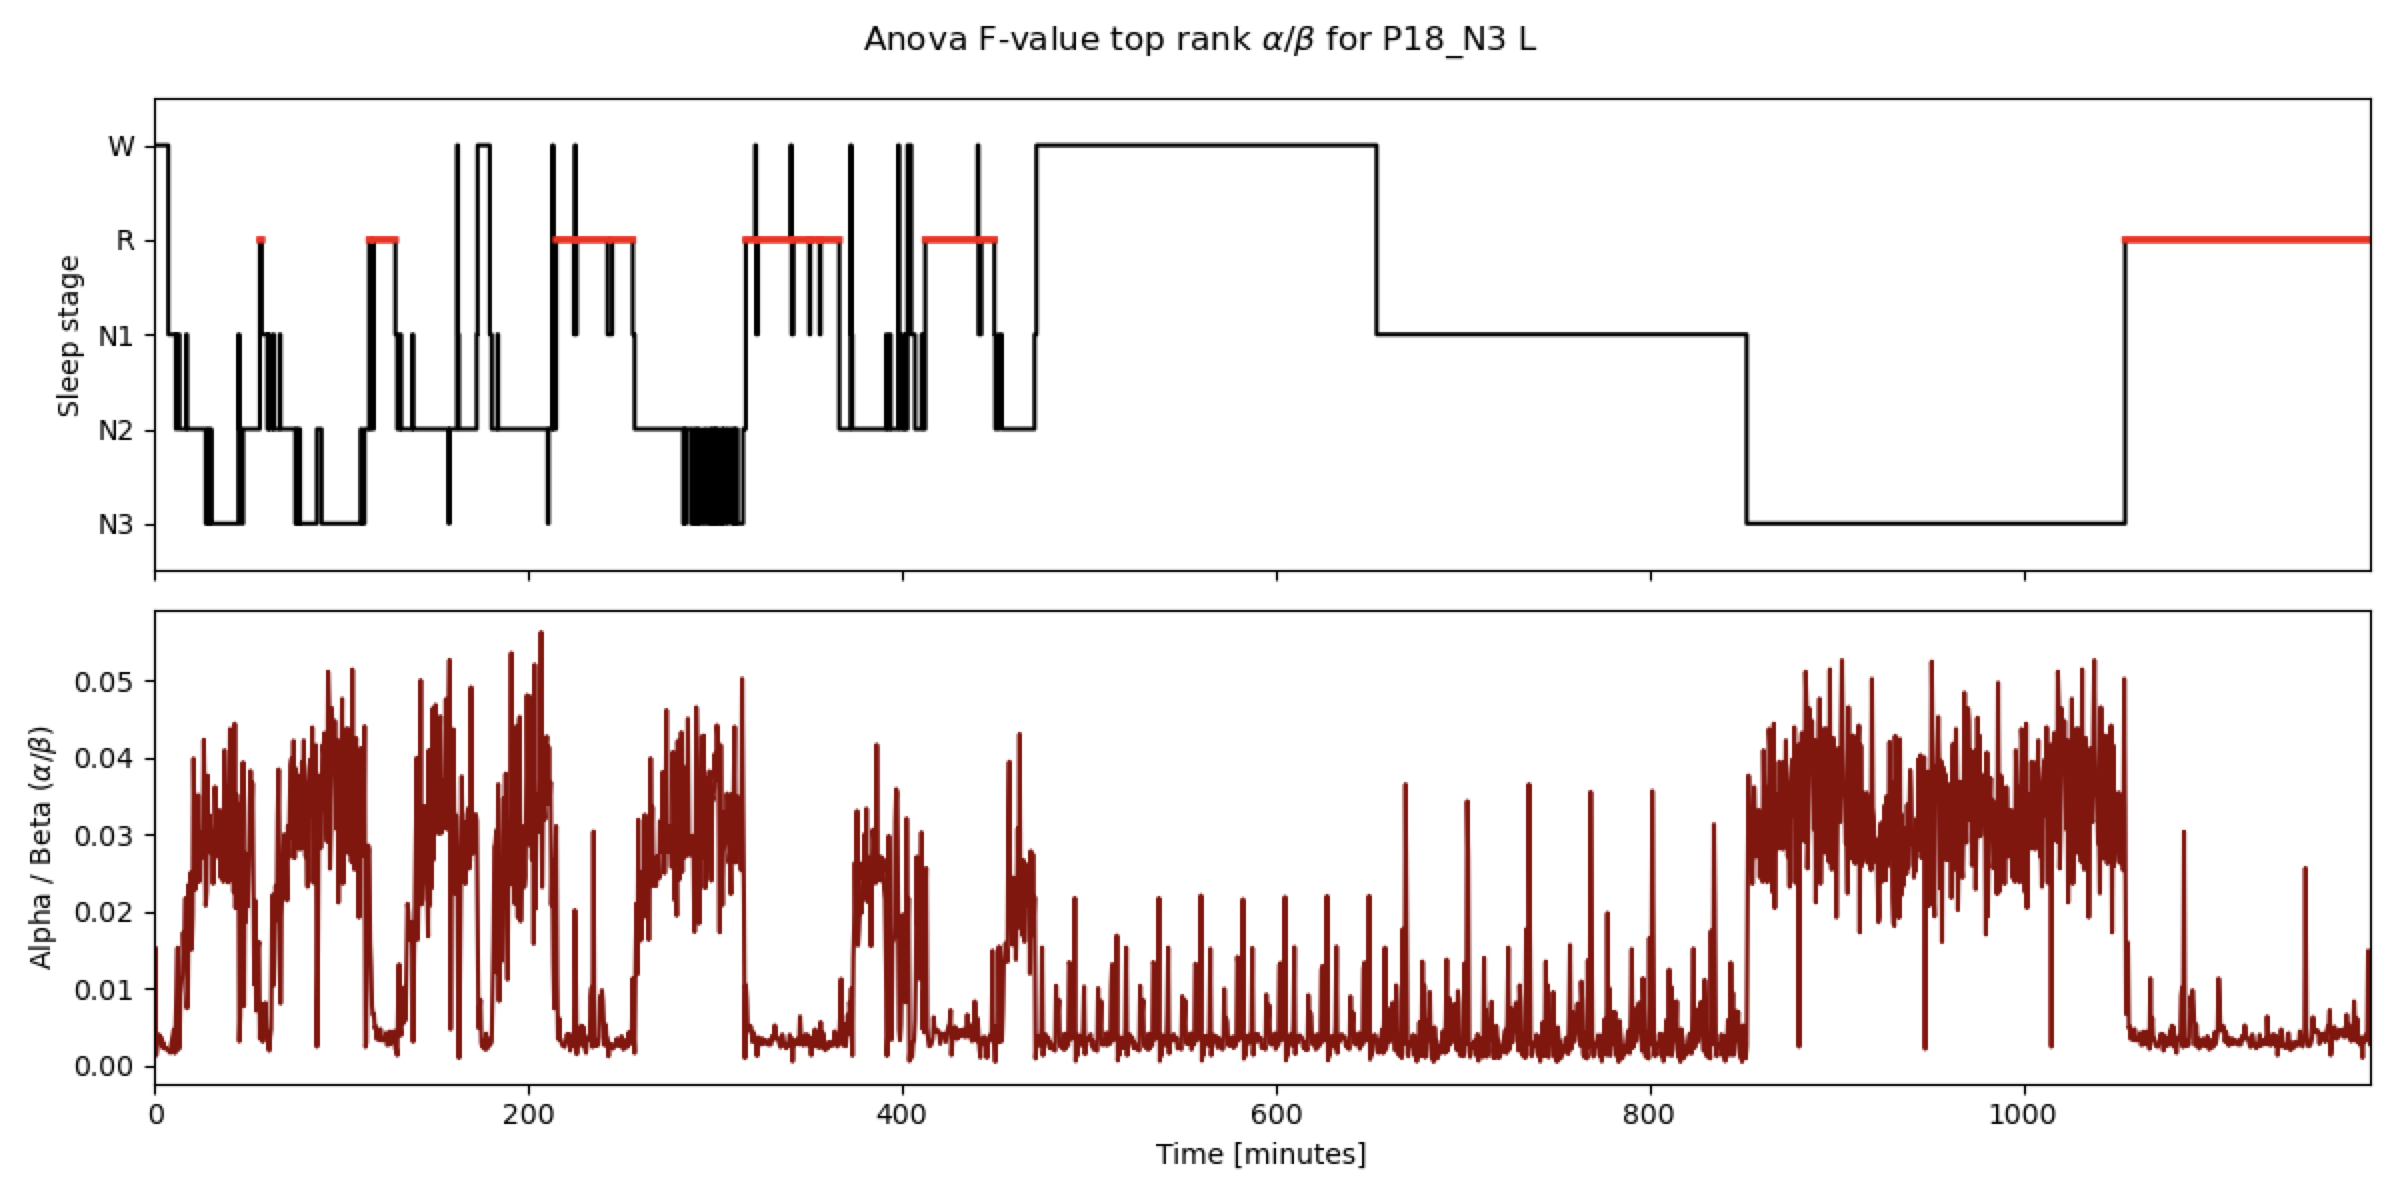 Anova F-value top rank α/β for P18_N3 L
Sleep stage
W
R
N1
N2
N3
Alpha / Beta (α/β)
0.05
0.04
0.03
0.02
0.01
0.00
0 200 400 600 800 1000
Time [minutes]